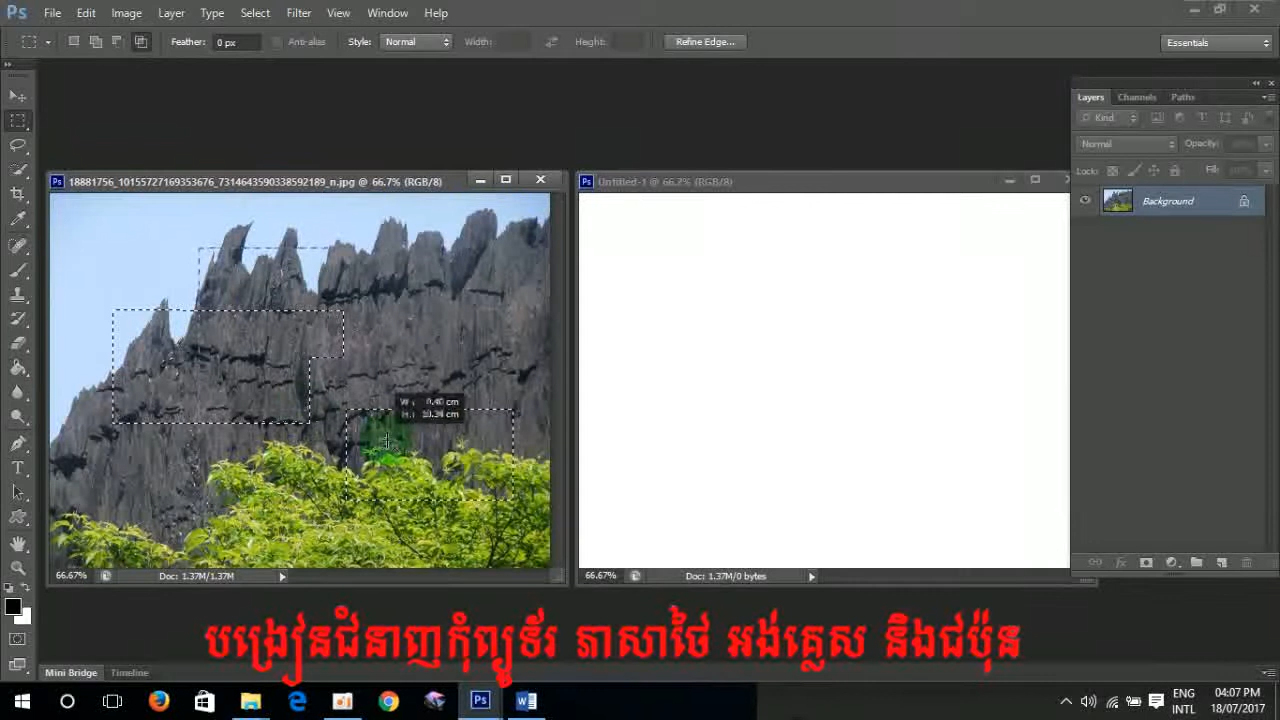 Ps File Edit Image Layer Type Select Filter View Window Help
Feather: 0 px Anti-alias Style: Normal Width: Height: Refine Edge... Essentials
Layers Channels Paths
Kind
Normal Opacity:
Lock: Fill:
Background
Ps 18881756_10155727169353676_7314643590338592189_n.jpg @ 66.7% (RGB/8)
Ps Untitled-1 @ 66.7% (RGB/8)
W:
H:
66.67% Doc: 1.37M/1.37M
66.67% Doc: 1.37M/0 bytes
បង្រៀនជំនាញកុំព្យូទ័រ ភាសាថៃ អង់គ្លេស និងជប៉ុន
Mini Bridge Timeline
ENG 04:07 PM
INTL 18/07/2017